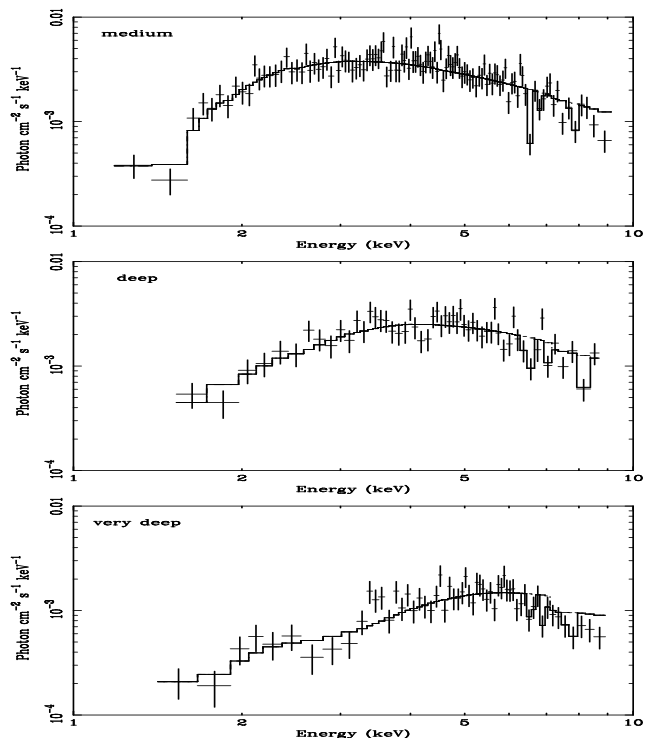 0.01
medium
10⁻³
10⁻⁴
Photon cm⁻² s⁻¹ keV⁻¹
1 2 5 10
Energy (keV)
0.01
deep
10⁻³
10⁻⁴
Photon cm⁻² s⁻¹ keV⁻¹
1 2 5 10
Energy (keV)
0.01
very deep
10⁻³
10⁻⁴
Photon cm⁻² s⁻¹ keV⁻¹
1 2 5 10
Energy (keV)